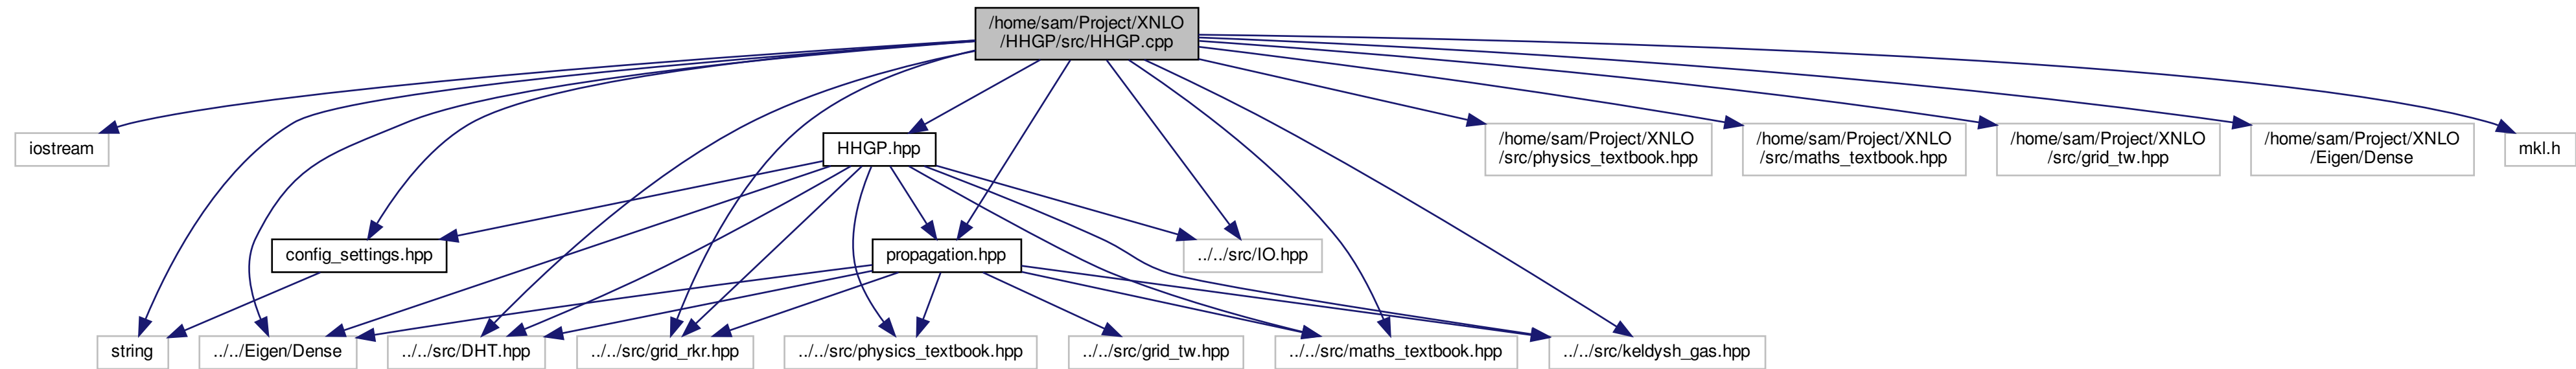 /home/sam/Project/XNLO
/HHGP/src/HHGP.cpp
iostream
HHGP.hpp
/home/sam/Project/XNLO
/src/physics_textbook.hpp
/home/sam/Project/XNLO
/src/maths_textbook.hpp
/home/sam/Project/XNLO
/src/grid_tw.hpp
/home/sam/Project/XNLO
/Eigen/Dense
mkl.h
config_settings.hpp
propagation.hpp
../../src/IO.hpp
string
../../Eigen/Dense
../../src/DHT.hpp
../../src/grid_rkr.hpp
../../src/physics_textbook.hpp
../../src/grid_tw.hpp
../../src/maths_textbook.hpp
../../src/keldysh_gas.hpp